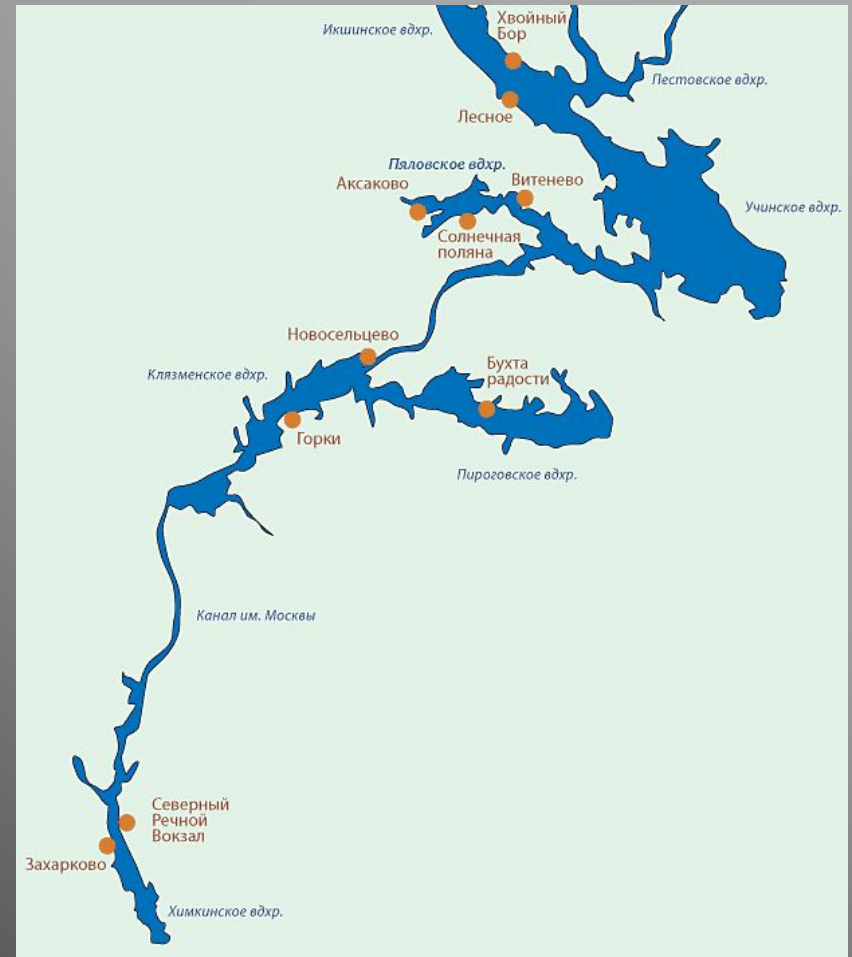 Икшинское вдхр.
Хвойный
Бор
Пестовское вдхр.
Лесное
Пяловское вдхр.
Аксаково
Витенево
Учинское вдхр.
Солнечная
поляна
Новосельцево
Клязменское вдхр.
Бухта
радости
Горки
Пироговское вдхр.
Канал им. Москвы
Северный
Речной
Вокзал
Захарково
Химкинское вдхр.